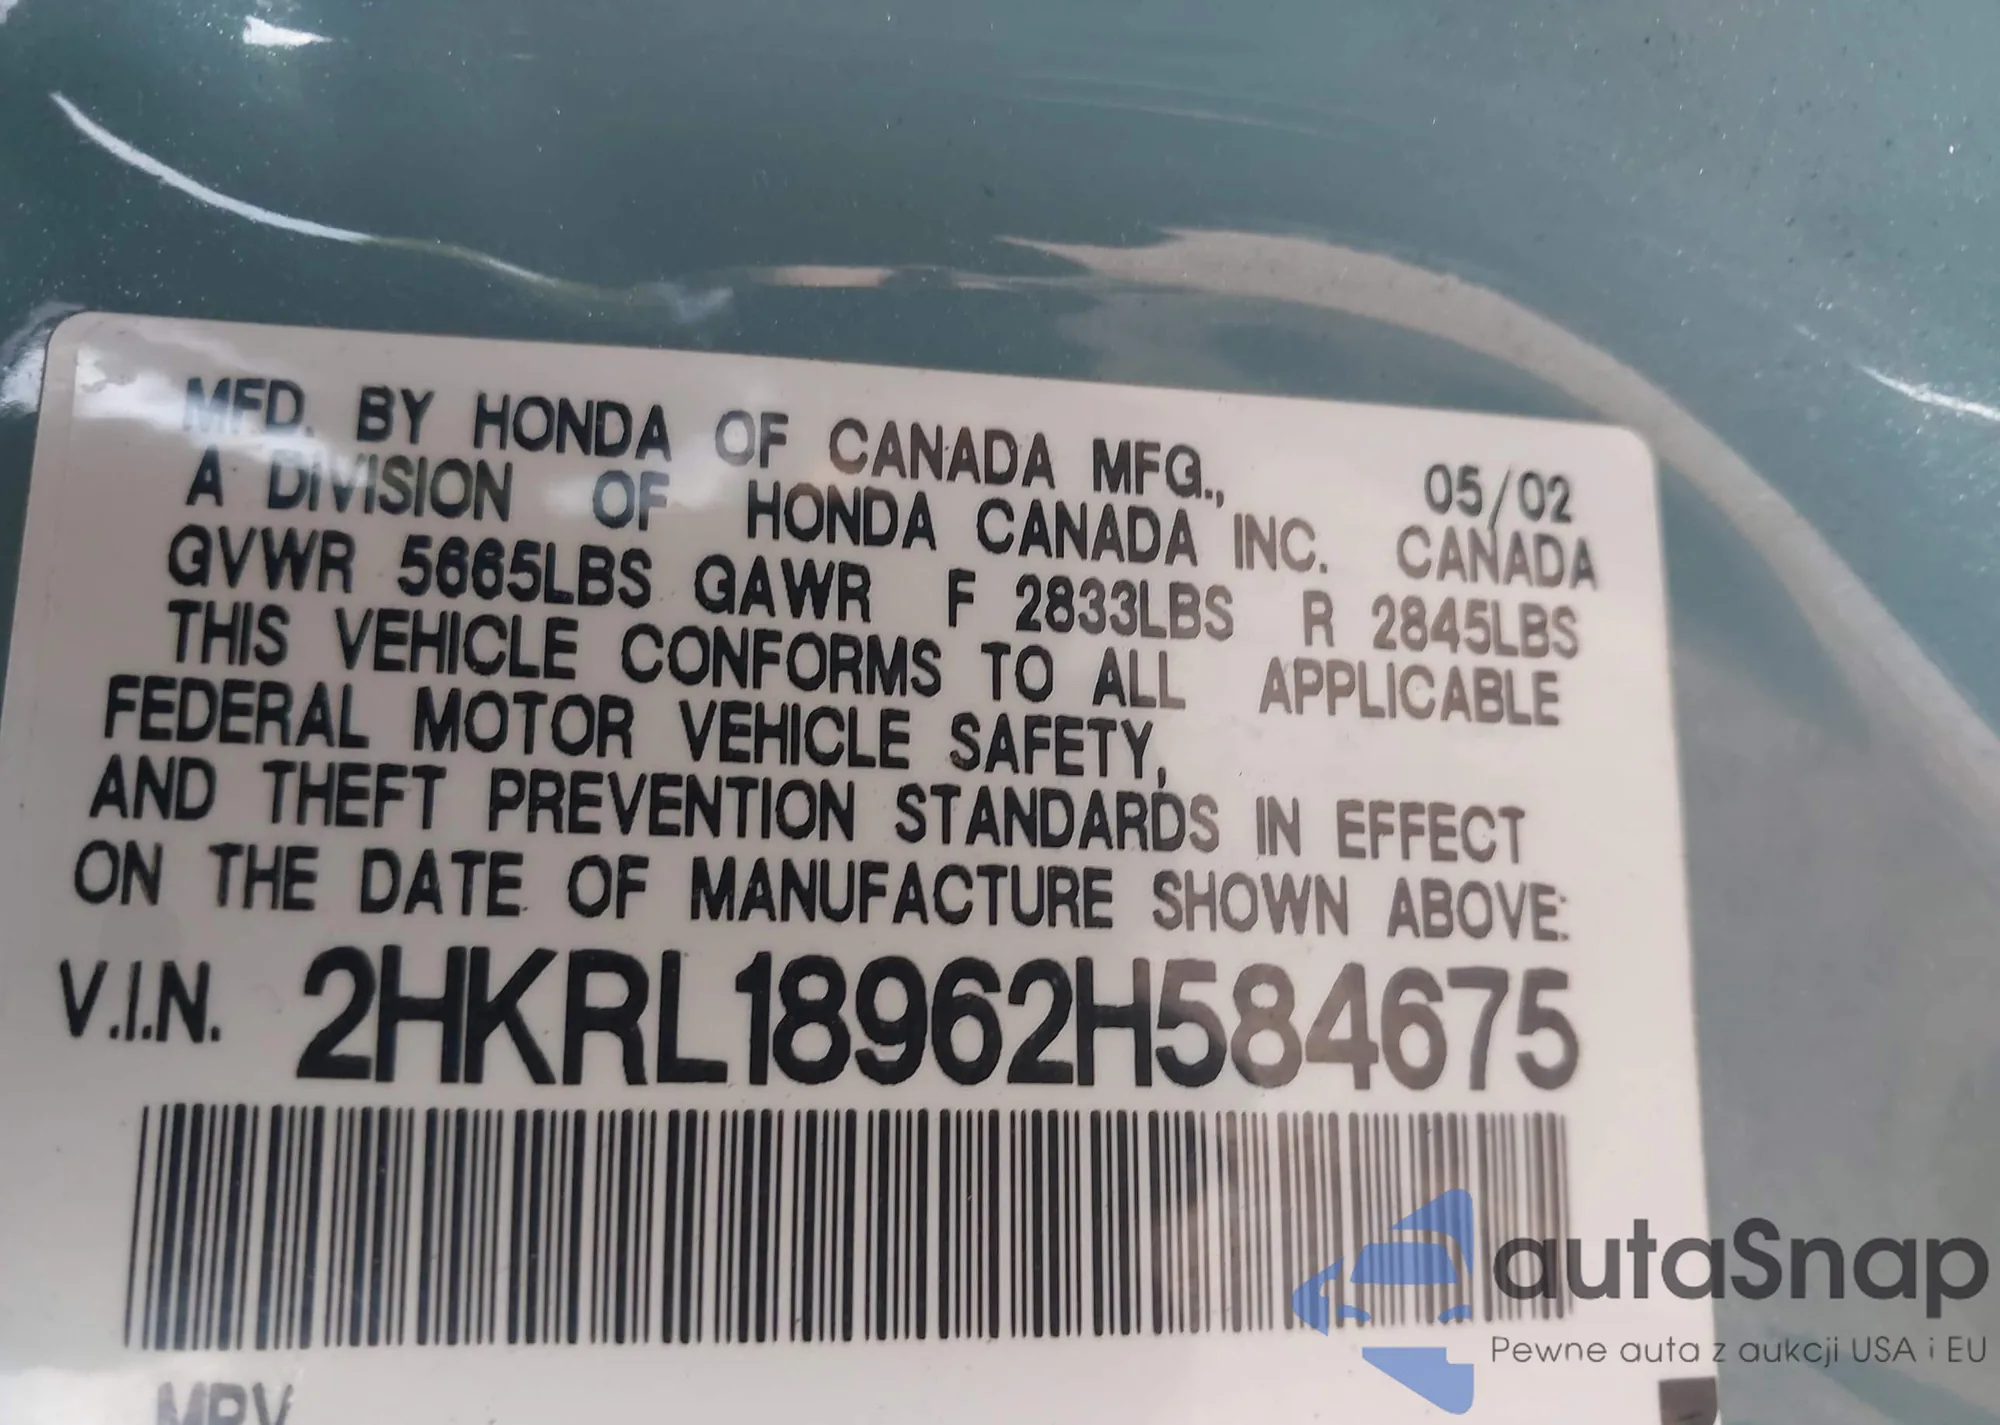 MFD. BY HONDA OF CANADA MFG., 05/02
A DIVISION OF HONDA CANADA INC. CANADA
GVWR 5665LBS GAWR F 2833LBS R 2845LBS
THIS VEHICLE CONFORMS TO ALL APPLICABLE
FEDERAL MOTOR VEHICLE SAFETY,
AND THEFT PREVENTION STANDARDS IN EFFECT
ON THE DATE OF MANUFACTURE SHOWN ABOVE:
V.I.N. 2HKRL18962H584675
MPV
autaSnap
Pewne auta z aukcji USA i EU